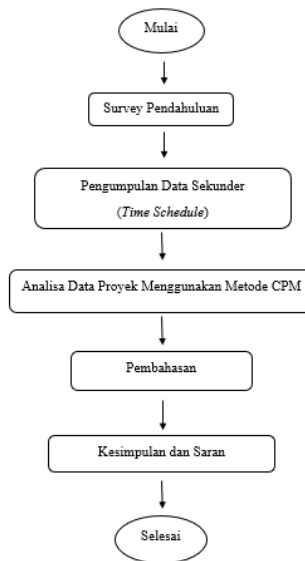 Mulai
Survey Pendahuluan
Pengumpulan Data Sekunder
(Time Schedule)
Analisa Data Proyek Menggunakan Metode CPM
Pembahasan
Kesimpulan dan Saran
Selesai